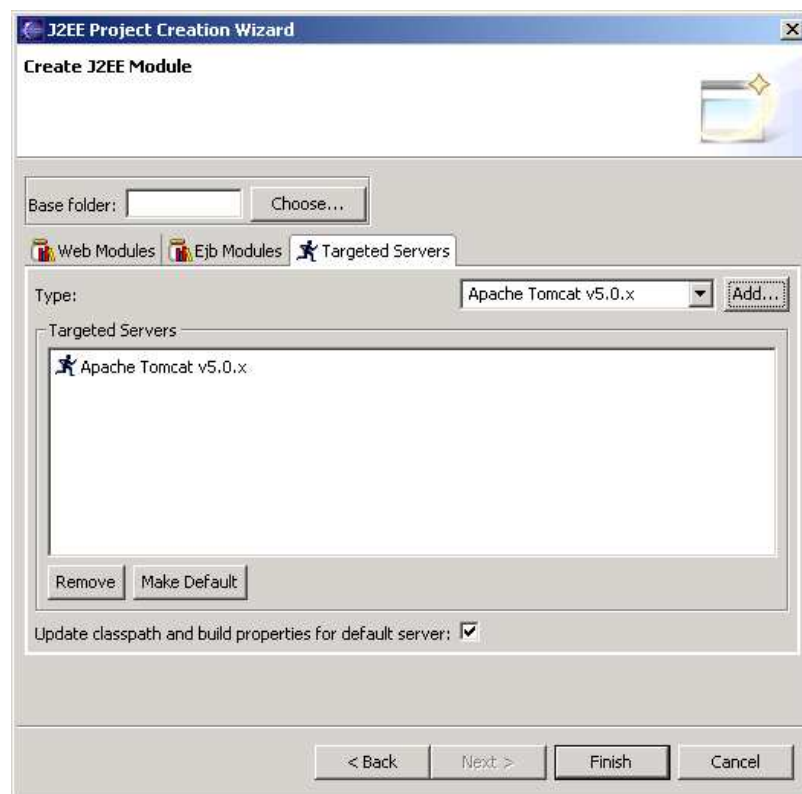 J2EE Project Creation Wizard
Create J2EE Module
Base folder: Choose...
Web Modules Ejb Modules Targeted Servers
Type: Apache Tomcat v5.0.x Add...
Targeted Servers
Apache Tomcat v5.0.x
Remove Make Default
Update classpath and build properties for default server:
< Back Next > Finish Cancel